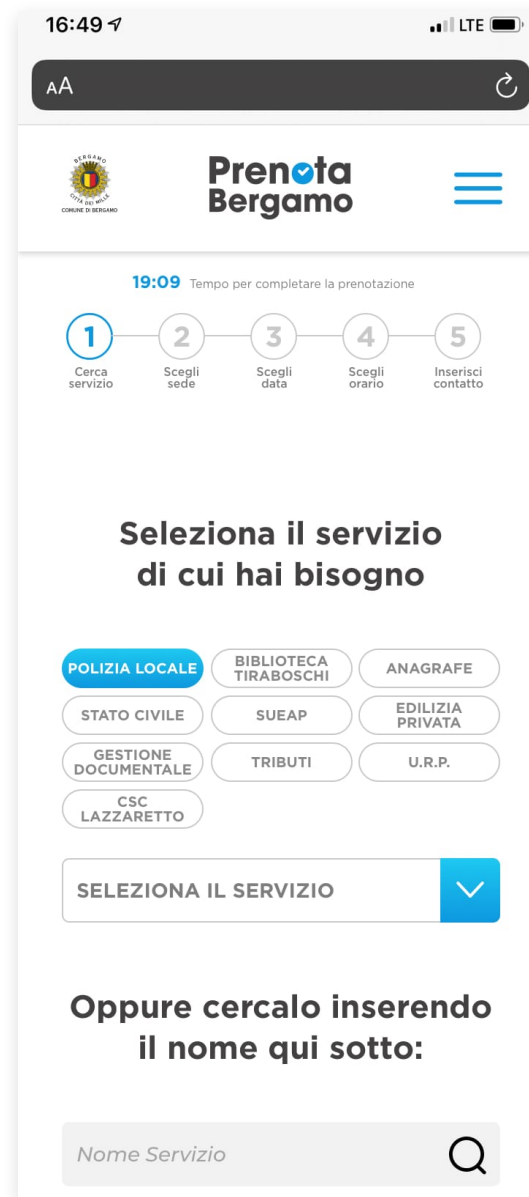 16:49
LTE
AA
BERGAMO
CITTÀ DEI MILLE
COMUNE DI BERGAMO
Prenota
Bergamo
19:09 Tempo per completare la prenotazione
1 2 3 4 5
Cerca servizio
Scegli sede
Scegli data
Scegli orario
Inserisci contatto
Seleziona il servizio
di cui hai bisogno
POLIZIA LOCALE
BIBLIOTECA
TIRABOSCHI
ANAGRAFE
STATO CIVILE
SUEAP
EDILIZIA
PRIVATA
GESTIONE
DOCUMENTALE
TRIBUTI
U.R.P.
CSC
LAZZARETTO
SELEZIONA IL SERVIZIO
Oppure cercalo inserendo
il nome qui sotto:
Nome Servizio